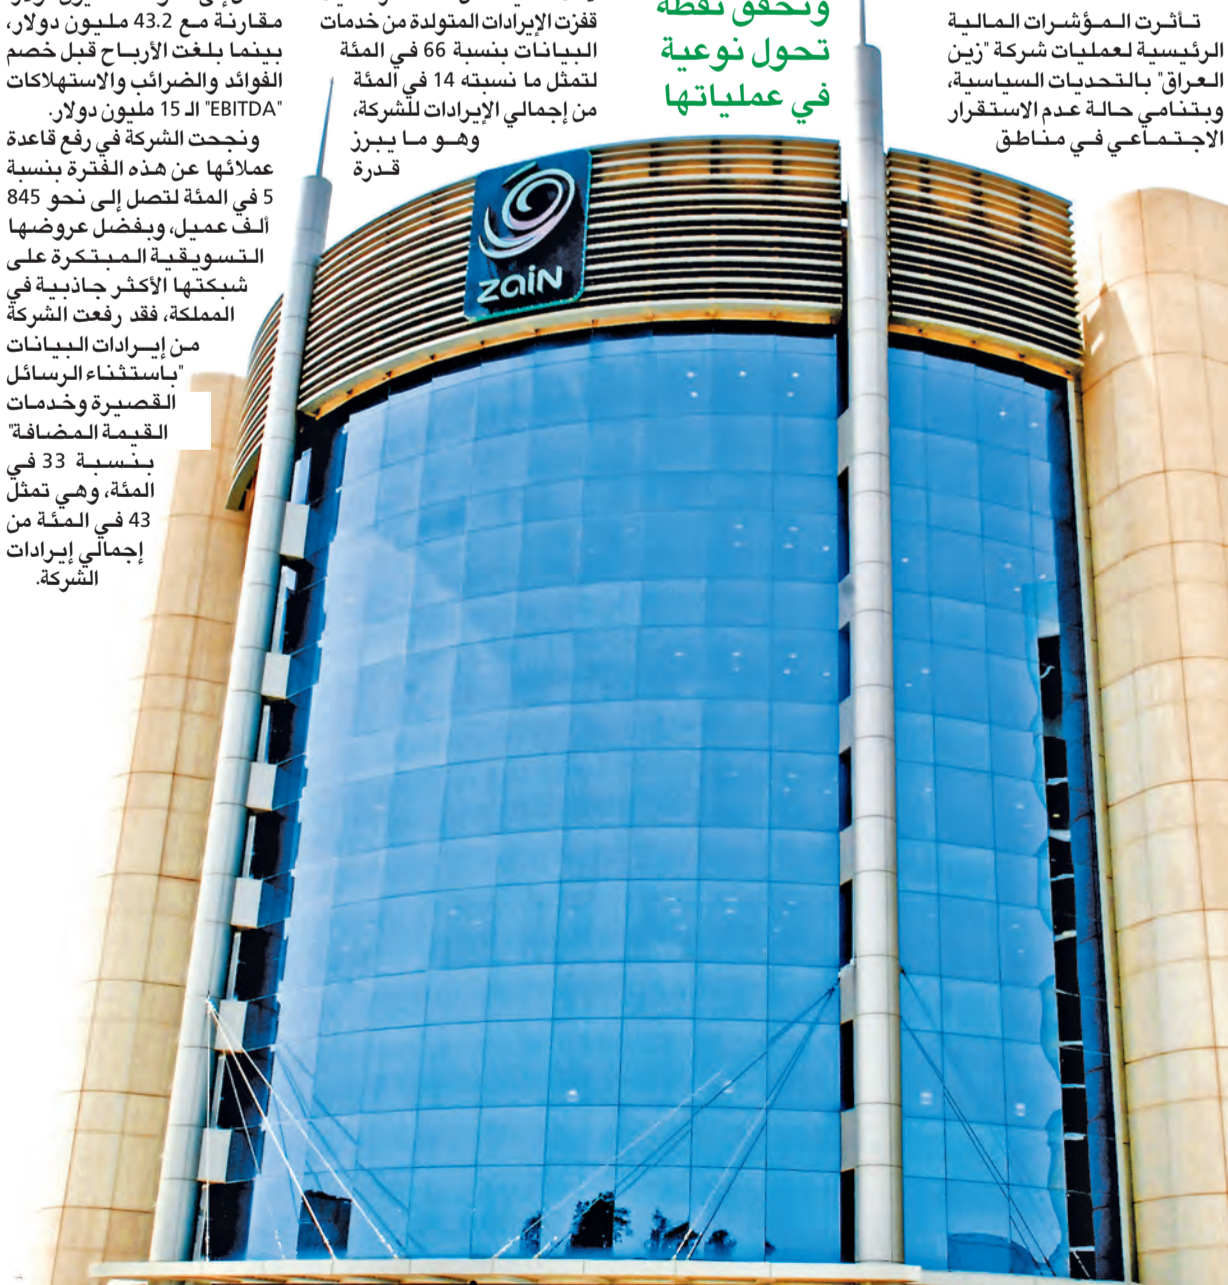 تأثرت المؤشرات المالية
الرئيسية لعمليات شركة "زين
العراق" بالتحديات السياسية،
وبتنامي حالة عدم الاستقرار
الاجتماعي في مناطق
وتحقق نقطة
تحول نوعية
في عملياتها
قفزت الإيرادات المتولدة من خدمات
البيانات بنسبة 66 في المئة
لتمثل ما نسبته 14 في المئة
من إجمالي الإيرادات للشركة،
وهو ما يبرز
قدرة
مقارنة مع 43.2 مليون دولار،
بينما بلغت الأرباح قبل خصم
الفوائد والضرائب والاستهلاكات
"EBITDA" الـ 15 مليون دولار.
ونجحت الشركة في رفع قاعدة
عملائها عن هذه الفترة بنسبة
5 في المئة لتصل إلى نحو 845
ألف عميل، وبفضل عروضها
التسويقية المبتكرة على
شبكتها الأكثر جاذبية في
المملكة، فقد رفعت الشركة
من إيرادات البيانات
"باستثناء الرسائل
القصيرة وخدمات
القيمة المضافة"
بنسبة 33 في
المئة، وهي تمثل
43 في المئة من
إجمالي إيرادات
الشركة.
zain